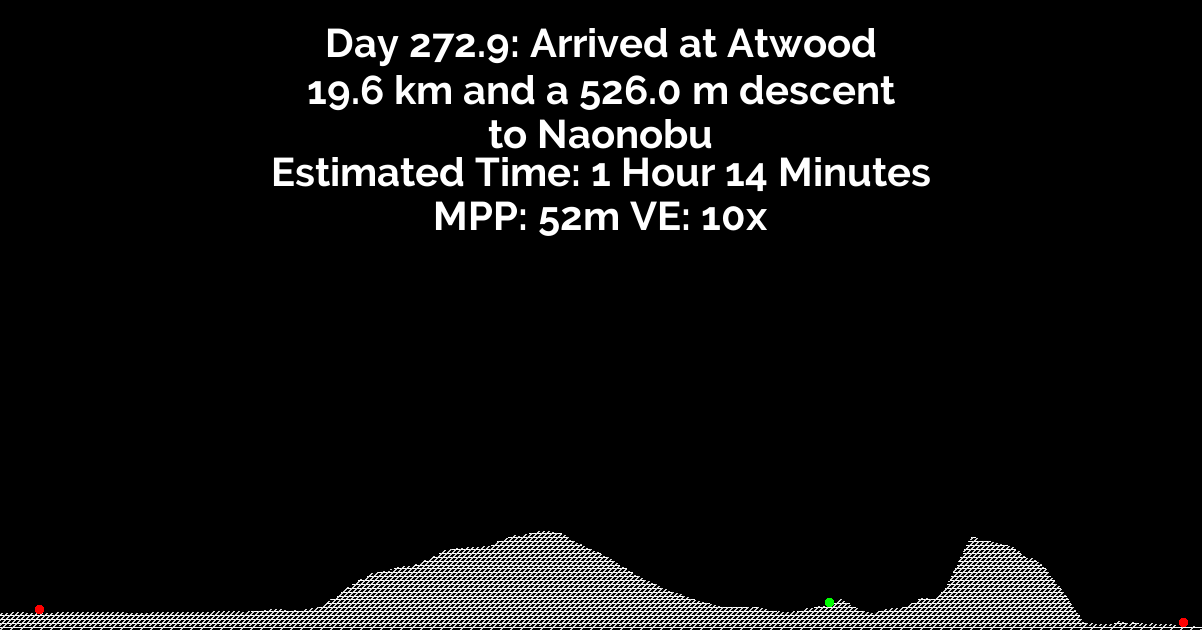 Day 272.9: Arrived at Atwood
19.6 km and a 526.0 m descent
to Naonobu
Estimated Time: 1 Hour 14 Minutes
MPP: 52m VE: 10x